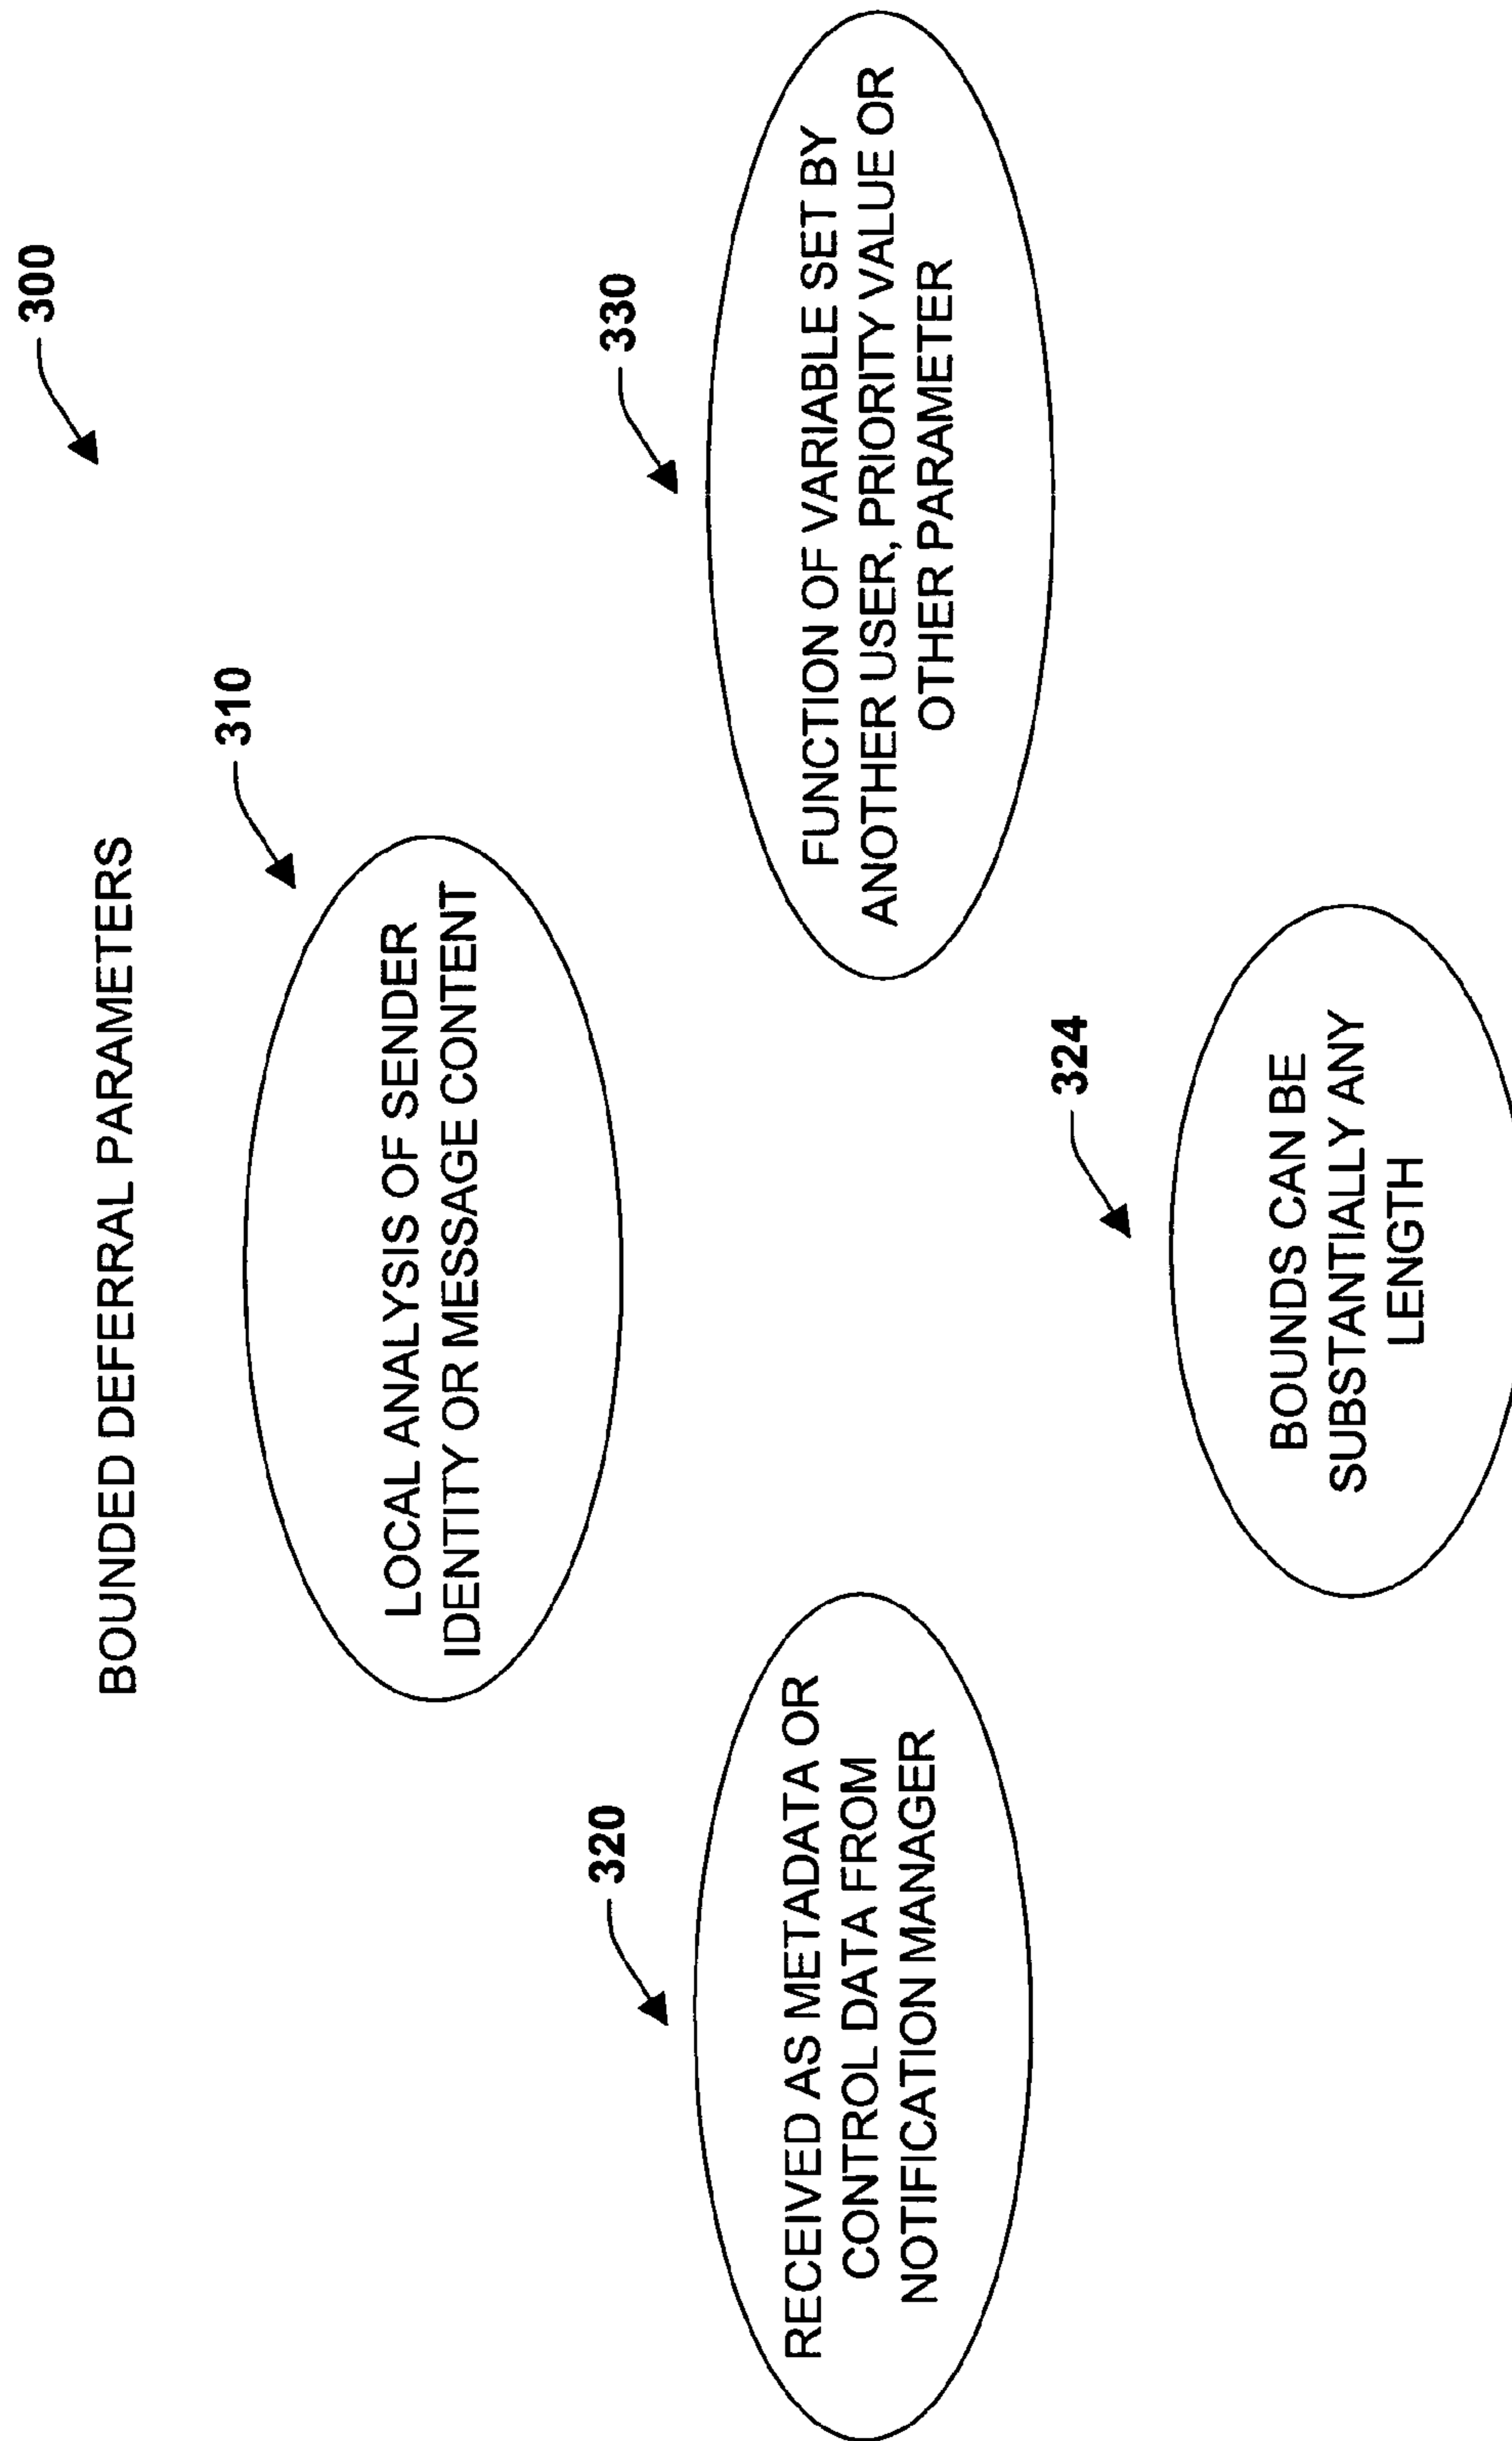 300
BOUNDED DEFERRAL PARAMETERS
310
LOCAL ANALYSIS OF SENDER
IDENTITY OR MESSAGE CONTENT
320
RECEIVED AS METADATA OR
CONTROL DATA FROM
NOTIFICATION MANAGER
330
FUNCTION OF VARIABLE SET BY
ANOTHER USER, PRIORITY VALUE OR
OTHER PARAMETER
324
BOUNDS CAN BE
SUBSTANTIALLY ANY
LENGTH